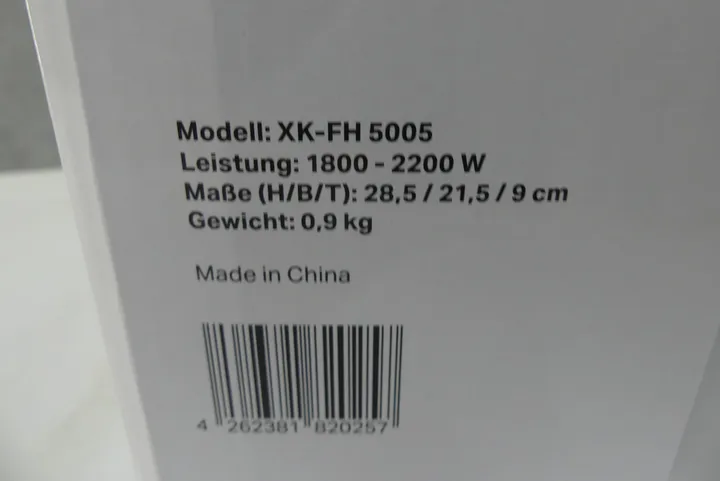 Modell: XK-FH 5005
Leistung: 1800 - 2200 W
Maße (H/B/T): 28,5 / 21,5 / 9 cm
Gewicht: 0,9 kg
Made in China
4 262381 820257